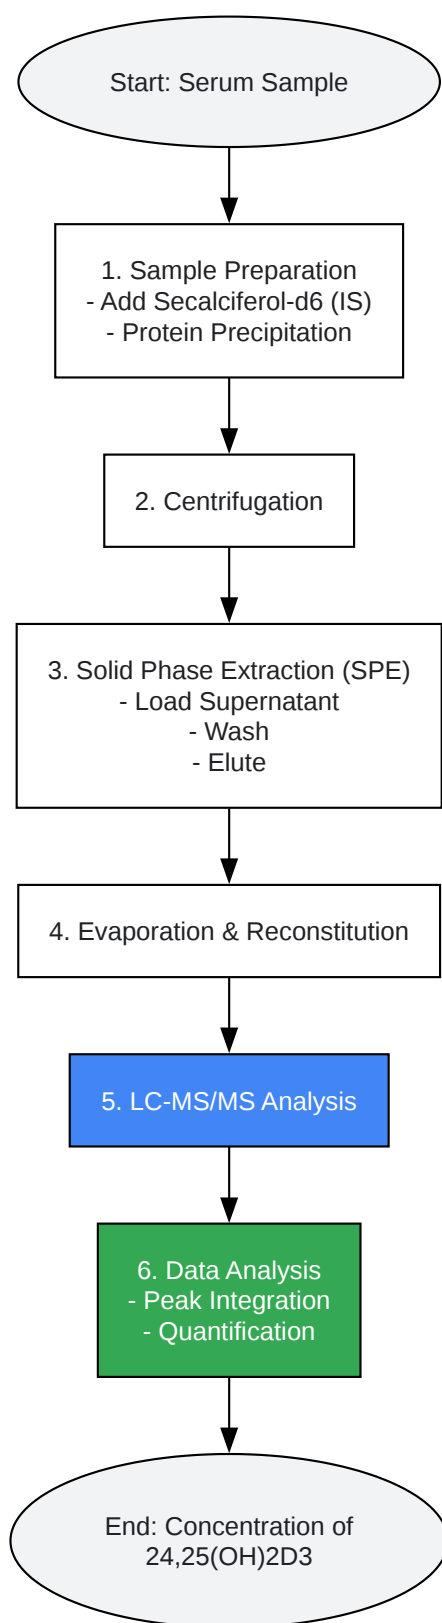 Start: Serum Sample
1. Sample Preparation
- Add Secalciferol-d6 (IS)
- Protein Precipitation
2. Centrifugation
3. Solid Phase Extraction (SPE)
- Load Supernatant
- Wash
- Elute
4. Evaporation & Reconstitution
5. LC-MS/MS Analysis
6. Data Analysis
- Peak Integration
- Quantification
End: Concentration of
24,25(OH)2D3